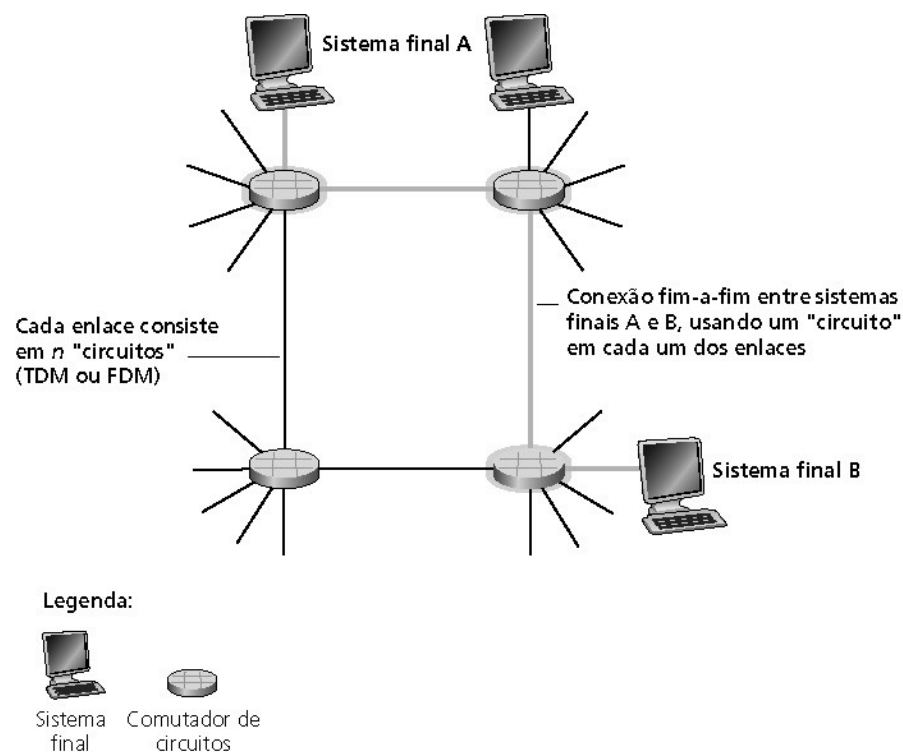 Sistema final A
Cada enlace consiste
em n "circuitos"
(TDM ou FDM)
Conexão fim-a-fim entre sistemas
finais A e B, usando um "circuito"
em cada um dos enlaces
Sistema final B
Legenda:
Sistema
final
Comutador de
circuitos